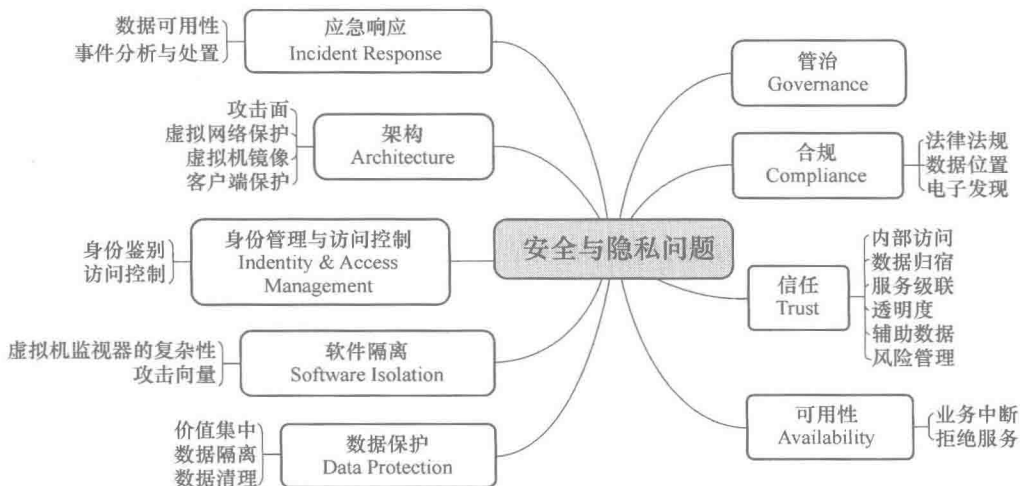 数据可用性
事件分析与处置
应急响应
Incident Response
攻击面
虚拟网络保护
虚拟机镜像
客户端保护
架构
Architecture
身份鉴别
访问控制
身份管理与访问控制
Indentity & Access
Management
虚拟机监视器的复杂性
攻击向量
软件隔离
Software Isolation
价值集中
数据隔离
数据清理
数据保护
Data Protection
安全与隐私问题
管治
Governance
合规
Compliance
法律法规
数据位置
电子发现
信任
Trust
内部访问
数据归宿
服务级联
透明度
辅助数据
风险管理
可用性
Availability
业务中断
拒绝服务